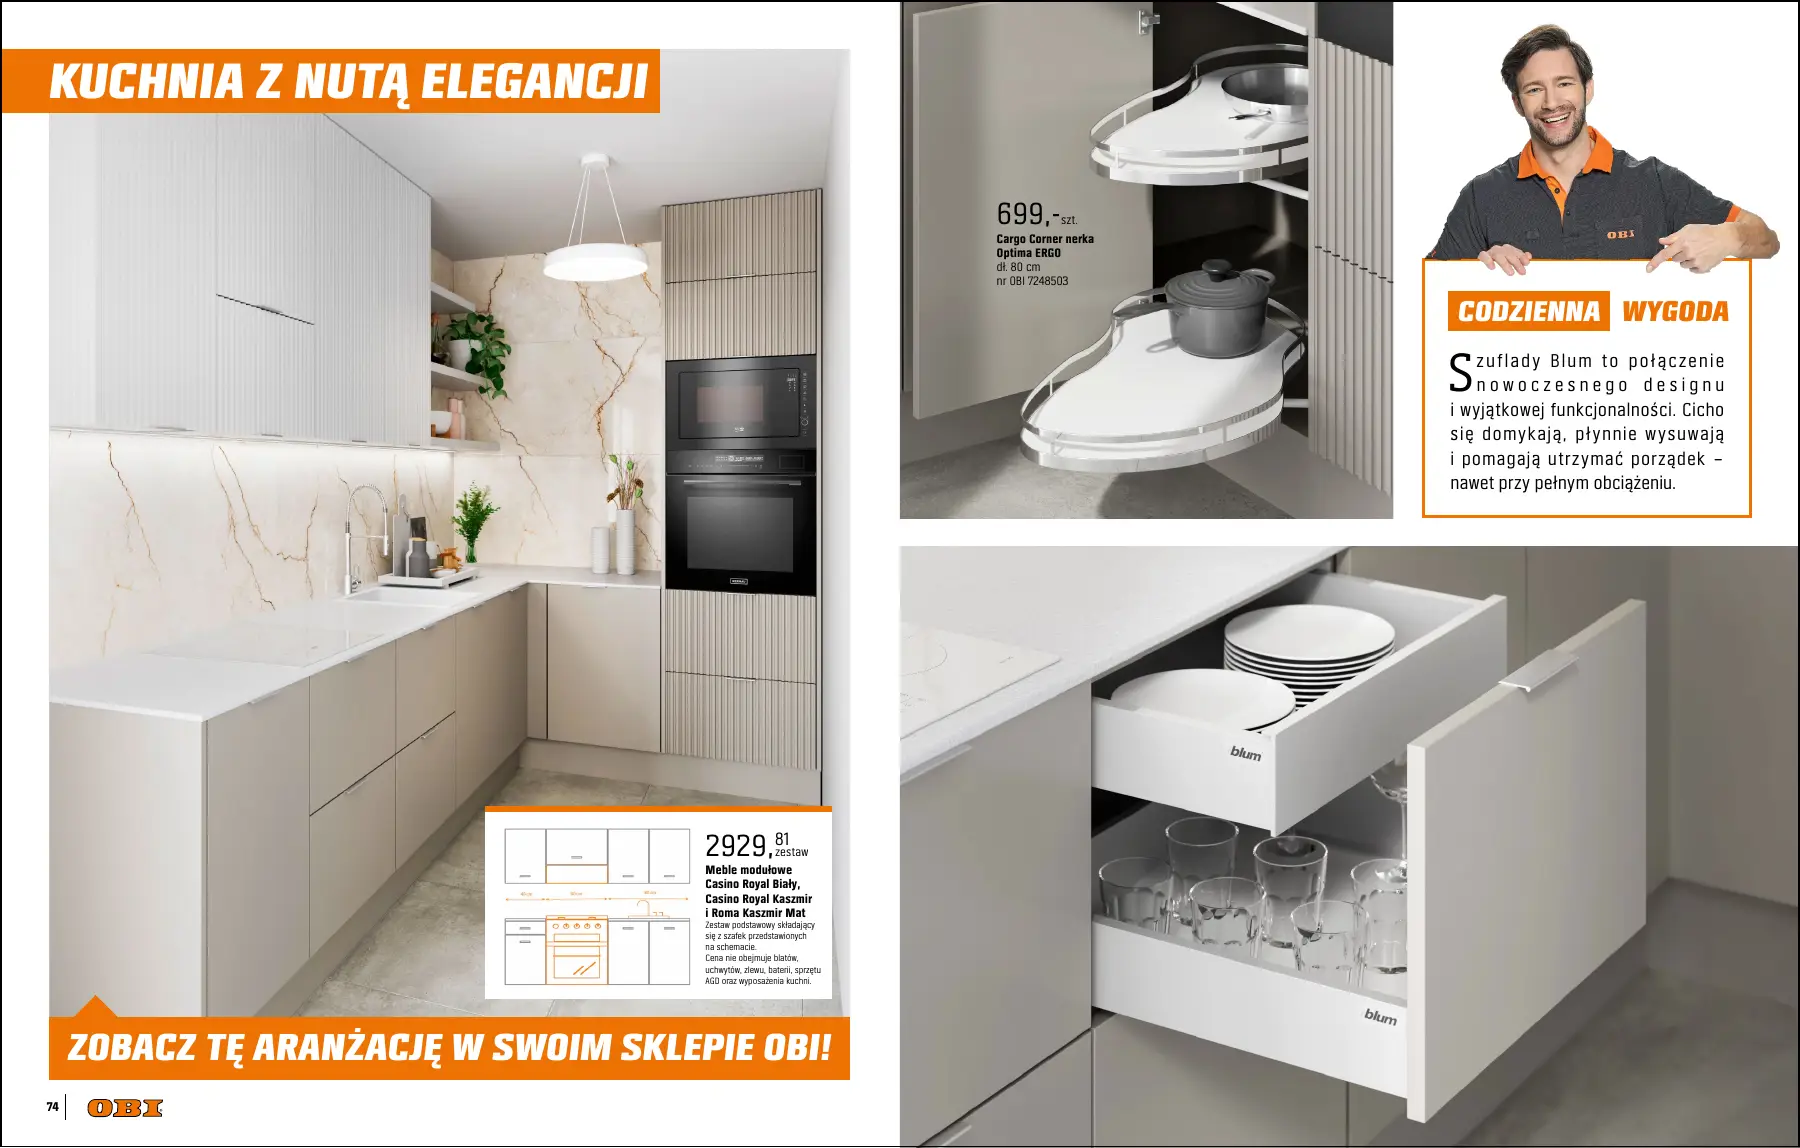 KUCHNIA Z NUTĄ ELEGANCJI
2929,81
zestaw
Meble modułowe
Casino Royal Biały,
Casino Royal Kaszmir
i Roma Kaszmir Mat
Zestaw podstawowy składający
się z szafek przedstawionych
na schemacie.
Cena nie obejmuje blatów,
uchwytów, zlewu, baterii, sprzętu
AGD oraz wyposażenia kuchni.
ZOBACZ TĘ ARANŻACJĘ W SWOIM SKLEPIE OBI!
74
OBI
699,- szt.
Cargo Corner nerka
Optima ERGO
dł. 80 cm
nr OBI 7248503
OBI
CODZIENNA WYGODA
Szuflady Blum to połączenie
nowoczesnego designu
i wyjątkowej funkcjonalności. Cicho
się domykają, płynnie wysuwają
i pomagają utrzymać porządek –
nawet przy pełnym obciążeniu.
blum
blum